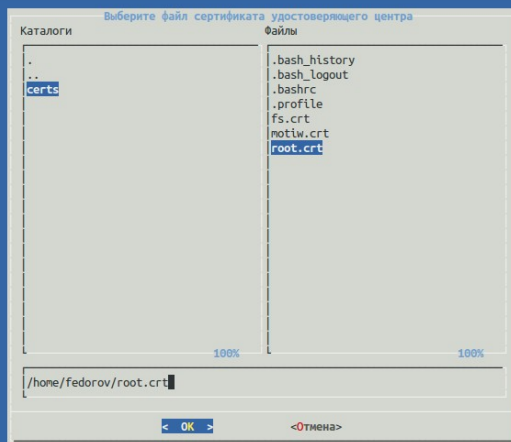 Выберите файл сертификата удостоверяющего центра
Каталоги
.
..
certs
100%
Файлы
.bash_history
.bash_logout
.bashrc
.profile
fs.crt
motiw.crt
root.crt
100%
/home/fedorov/root.crt
< OK >
<Отмена>